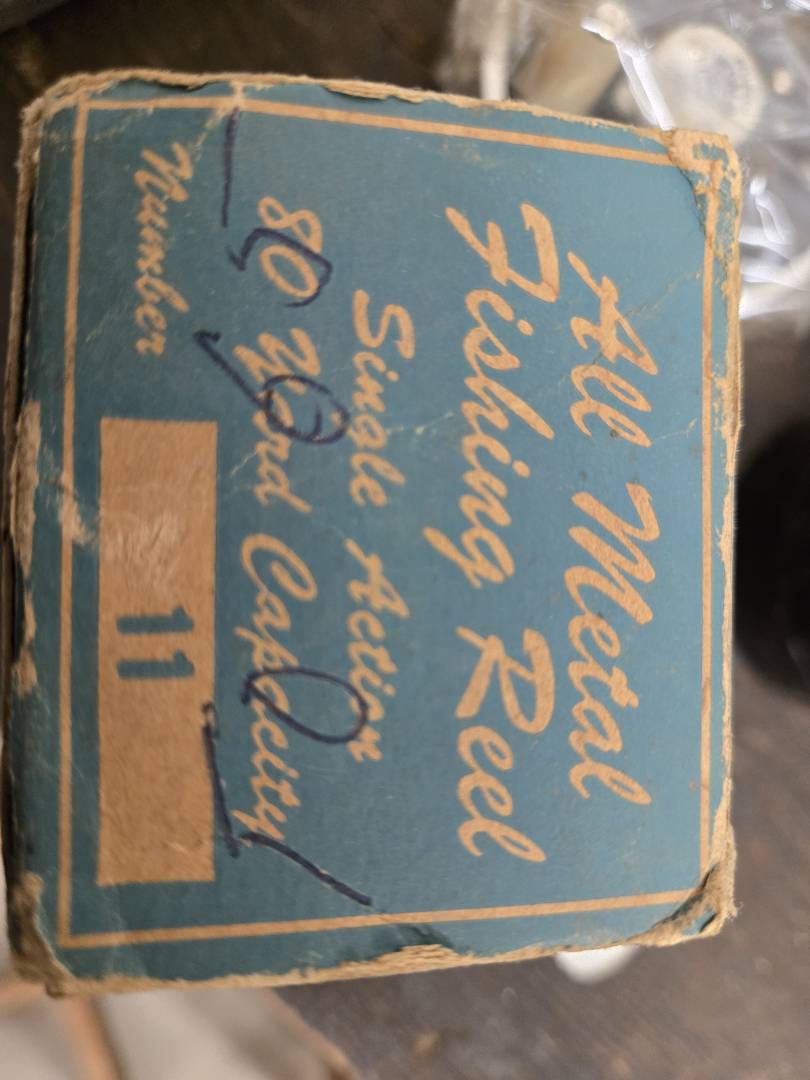 All Metal
Fishing Reel
Single Action
80 Yard Capacity
Number 11